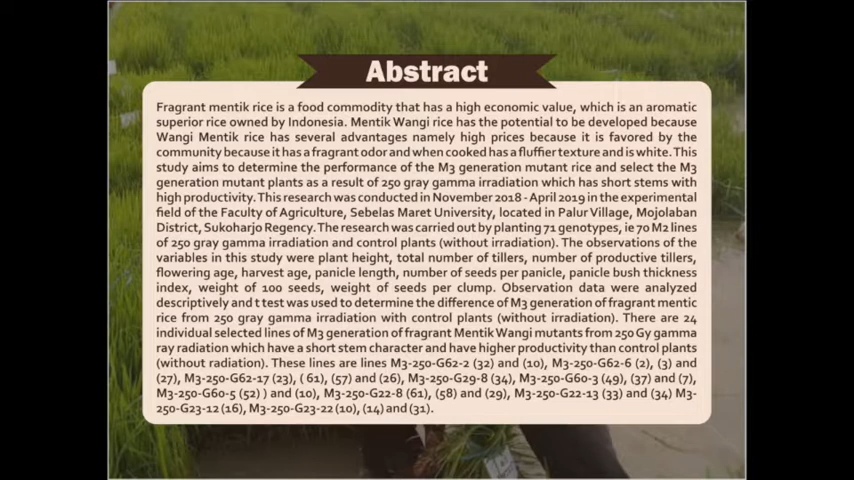 Abstract
Fragrant mentik rice is a food commodity that has a high economic value, which is an aromatic
superior rice owned by Indonesia. Mentik Wangi rice has the potential to be developed because
Wangi Mentik rice has several advantages namely high prices because it is favored by the
community because it has a fragrant odor and when cooked has a fluffier texture and is white. This
study aims to determine the performance of the M3 generation mutant rice and select the M3
generation mutant plants as a result of 250 gray gamma irradiation which has short stems with
high productivity. This research was conducted in November 2018 - April 2019 in the experimental
field of the Faculty of Agriculture, Sebelas Maret University, located in Palur Village, Mojolaban
District, Sukoharjo Regency. The research was carried out by planting 71 genotypes, ie 70 M2 lines
of 250 gray gamma irradiation and control plants (without irradiation). The observations of the
variables in this study were plant height, total number of tillers, number of productive tillers,
flowering age, harvest age, panicle length, number of seeds per panicle, panicle bush thickness
index, weight of 100 seeds, weight of seeds per clump. Observation data were analyzed
descriptively and t test was used to determine the difference of M3 generation of fragrant mentic
rice from 250 gray gamma irradiation with control plants (without irradiation). There are 24
individual selected lines of M3 generation of fragrant Mentik Wangi mutants from 250 Gy gamma
ray radiation which have a short stem character and have higher productivity than control plants
(without radiation). These lines are lines M3-250-G62-2 (32) and (10), M3-250-G62-6 (2), (3) and
(27), M3-250-G62-17 (23), ( 61), (57) and (26), M3-250-G29-8 (34), M3-250-G60-3 (49), (37) and (7),
M3-250-G60-5 (52) ) and (10), M3-250-G22-8 (61), (58) and (29), M3-250-G22-13 (33) and (34) M3-
250-G23-12 (16), M3-250-G23-22 (10), (14) and (31).